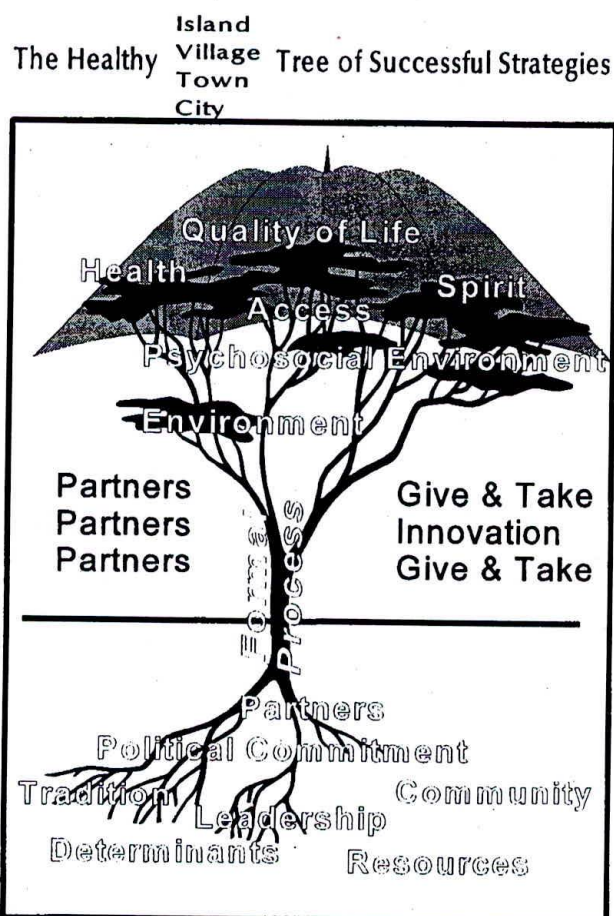 The Healthy
Island
Village
Town
City
Tree of Successful Strategies
Quality of Life
Health
Spirit
Access
Psychosocial Environment
Environment
Partners
Partners
Partners
Give & Take
Innovation
Give & Take
Formal
Process
Partners
Political Commitment
Tradition
Community
Leadership
Determinants
Resources